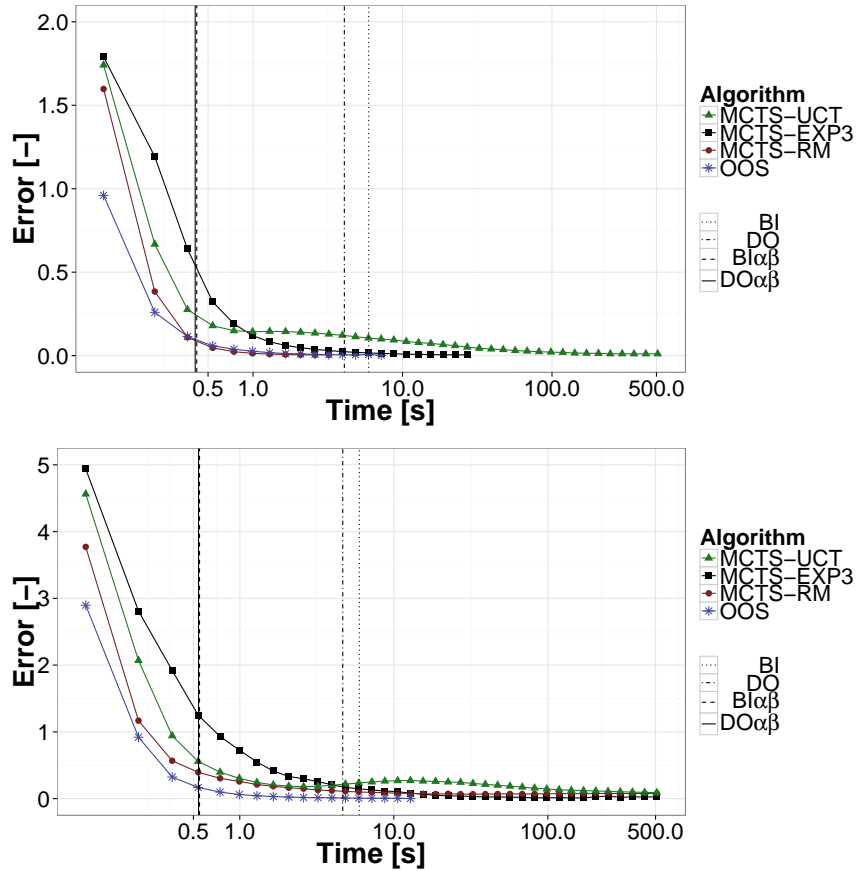 2.0
1.5
1.0
0.5
0.0
Error [−]
0.5
1.0
10.0
100.0
500.0
Time [s]
Algorithm
MCTS−UCT
MCTS−EXP3
MCTS−RM
OOS
BI
DO
BIαβ
DOαβ
5
4
3
2
1
0
Error [−]
0.5
1.0
10.0
100.0
500.0
Time [s]
Algorithm
MCTS−UCT
MCTS−EXP3
MCTS−RM
OOS
BI
DO
BIαβ
DOαβ